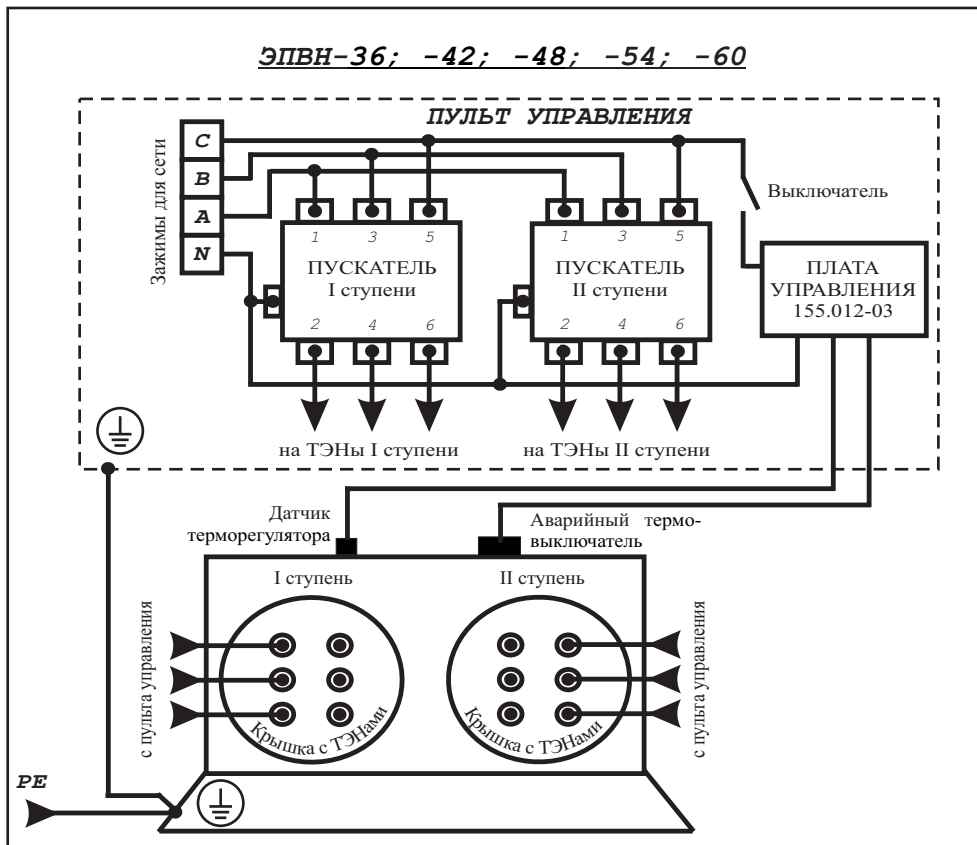 ЭПВН-36; -42; -48; -54; -60
ПУЛЬТ УПРАВЛЕНИЯ
Зажимы для сети
C
B
A
N
Выключатель
1 3 5
ПУСКАТЕЛЬ
I ступени
2 4 6
1 3 5
ПУСКАТЕЛЬ
II ступени
2 4 6
ПЛАТА
УПРАВЛЕНИЯ
155.012-03
на ТЭНы I ступени
на ТЭНы II ступени
Датчик
терморегулятора
Аварийный термо-
выключатель
I ступень
II ступень
с пульта управления
Крышка с ТЭНами
Крышка с ТЭНами
с пульта управления
PE